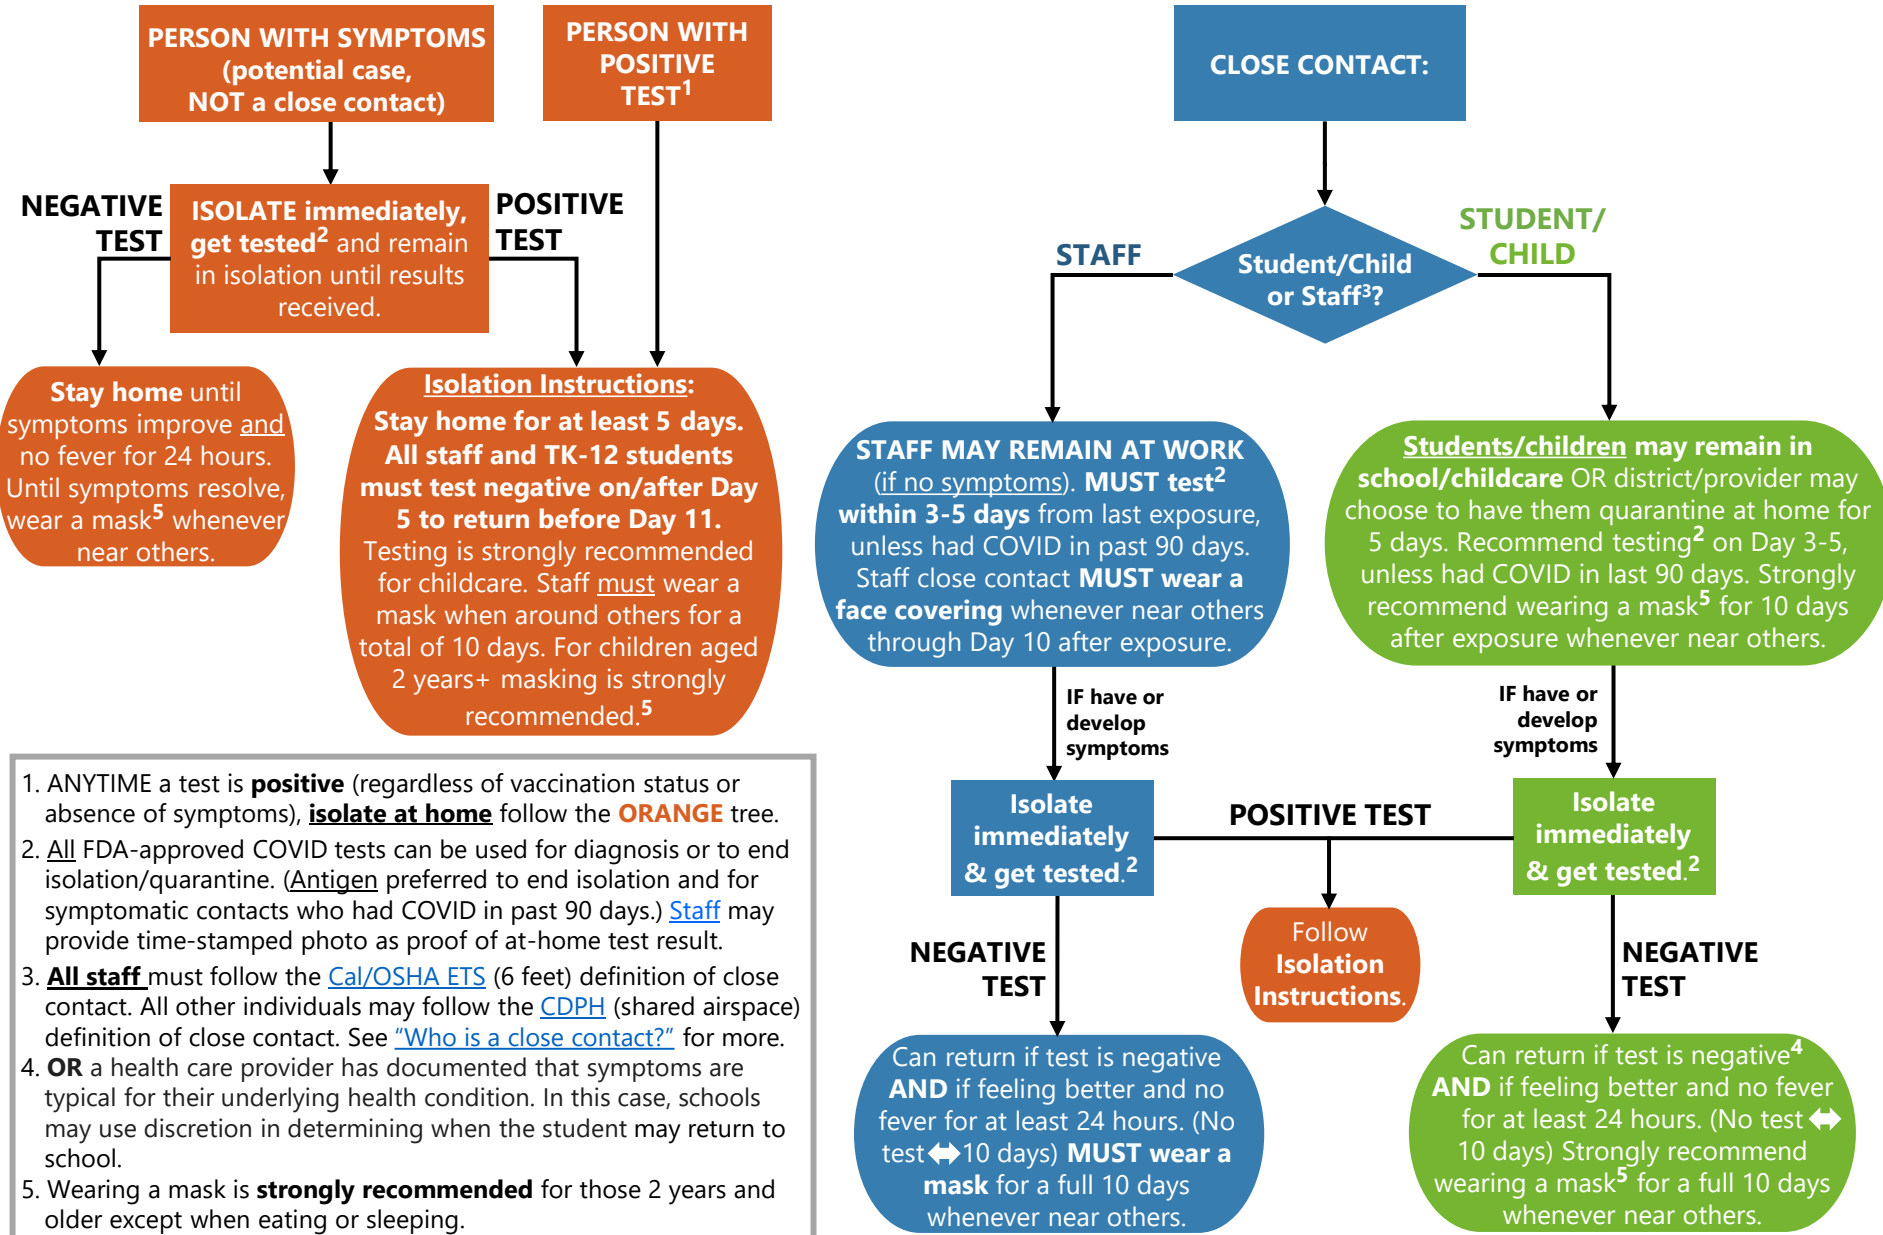 PERSON WITH SYMPTOMS
(potential case,
NOT a close contact)
PERSON WITH
POSITIVE
TEST1
NEGATIVE
TEST
ISOLATE immediately,
get tested2 and remain
in isolation until results
received.
POSITIVE
TEST
Stay home until
symptoms improve and
no fever for 24 hours.
Until symptoms resolve,
wear a mask5 whenever
near others.
Isolation Instructions:
Stay home for at least 5 days.
All staff and TK-12 students
must test negative on/after Day
5 to return before Day 11.
Testing is strongly recommended
for childcare. Staff must wear a
mask when around others for a
total of 10 days. For children aged
2 years+ masking is strongly
recommended.5
1. ANYTIME a test is positive (regardless of vaccination status or
absence of symptoms), isolate at home follow the ORANGE tree.
2. All FDA-approved COVID tests can be used for diagnosis or to end
isolation/quarantine. (Antigen preferred to end isolation and for
symptomatic contacts who had COVID in past 90 days.) Staff may
provide time-stamped photo as proof of at-home test result.
3. All staff must follow the Cal/OSHA ETS (6 feet) definition of close
contact. All other individuals may follow the CDPH (shared airspace)
definition of close contact. See “Who is a close contact?” for more.
4. OR a health care provider has documented that symptoms are
typical for their underlying health condition. In this case, schools
may use discretion in determining when the student may return to
school.
5. Wearing a mask is strongly recommended for those 2 years and
older except when eating or sleeping.
CLOSE CONTACT:
STAFF
Student/Child
or Staff3?
STUDENT/
CHILD
STAFF MAY REMAIN AT WORK
(if no symptoms). MUST test2
within 3-5 days from last exposure,
unless had COVID in past 90 days.
Staff close contact MUST wear a
face covering whenever near others
through Day 10 after exposure.
Students/children may remain in
school/childcare OR district/provider may
choose to have them quarantine at home for
5 days. Recommend testing2 on Day 3-5,
unless had COVID in last 90 days. Strongly
recommend wearing a mask5 for 10 days
after exposure whenever near others.
IF have or
develop
symptoms
IF have or
develop
symptoms
Isolate
immediately
& get tested.2
POSITIVE TEST
Isolate
immediately
& get tested.2
NEGATIVE
TEST
Follow
Isolation
Instructions.
NEGATIVE
TEST
Can return if test is negative
AND if feeling better and no
fever for at least 24 hours. (No
test ⬌ 10 days) MUST wear a
mask for a full 10 days
whenever near others.
Can return if test is negative4
AND if feeling better and no fever
for at least 24 hours. (No test ⬌
10 days) Strongly recommend
wearing a mask5 for a full 10 days
whenever near others.